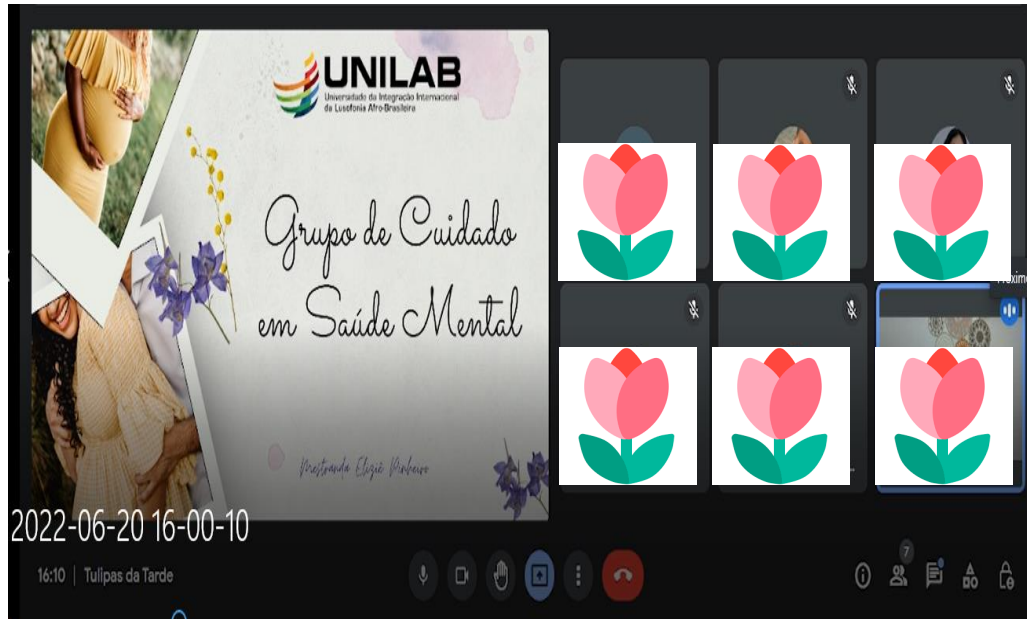 UNILAB
Universidade da Integração Internacional
da Lusofonia Afro-Brasileira
Grupo de Cuidado
em Saúde Mental
Mestranda Eliziê Pinheiro
2022-06-20 16-00-10
16:10 | Tulipas da Tarde
7